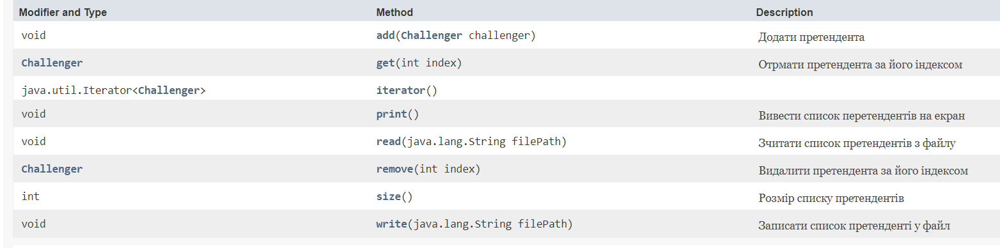 Modifier and Type Method Description
void add(Challenger challenger) Додати претендента
Challenger get(int index) Отрмати претендента за його індексом
java.util.Iterator<Challenger> iterator()
void print() Вивести список перетендентів на екран
void read(java.lang.String filePath) Зчитати список претендентів з файлу
Challenger remove(int index) Видалити претендента за його індексом
int size() Розмір списку претендентів
void write(java.lang.String filePath) Записати список претенденті у файл